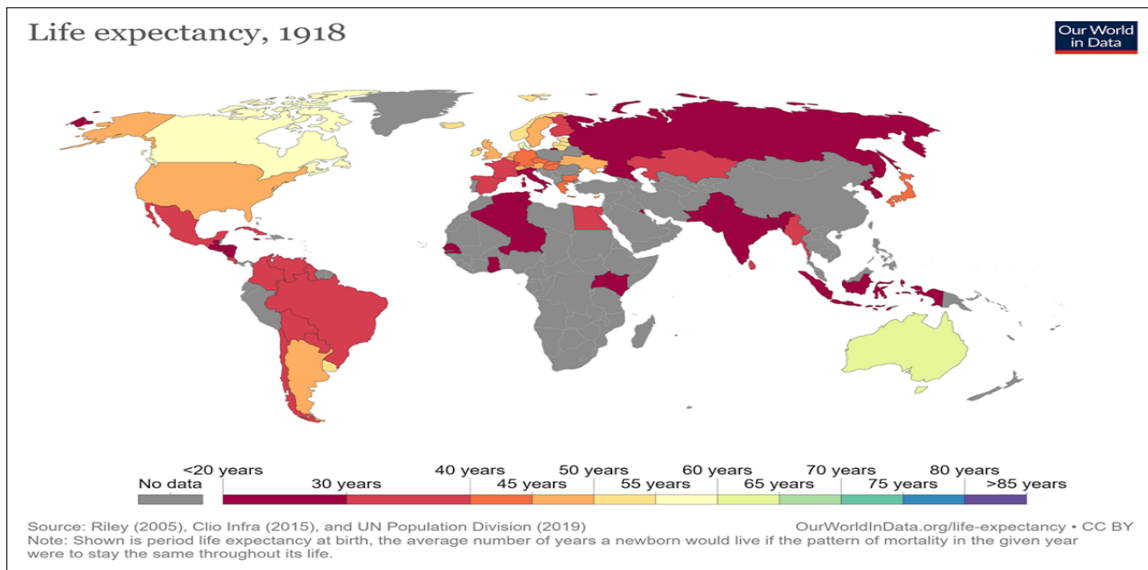 Life expectancy, 1918
Our World
in Data
<20 years 40 years 50 years 60 years 70 years 80 years
No data 30 years 45 years 55 years 65 years 75 years >85 years
Source: Riley (2005), Clio Infra (2015), and UN Population Division (2019) OurWorldInData.org/life-expectancy • CC BY
Note: Shown is period life expectancy at birth, the average number of years a newborn would live if the pattern of mortality in the given year
were to stay the same throughout its life.